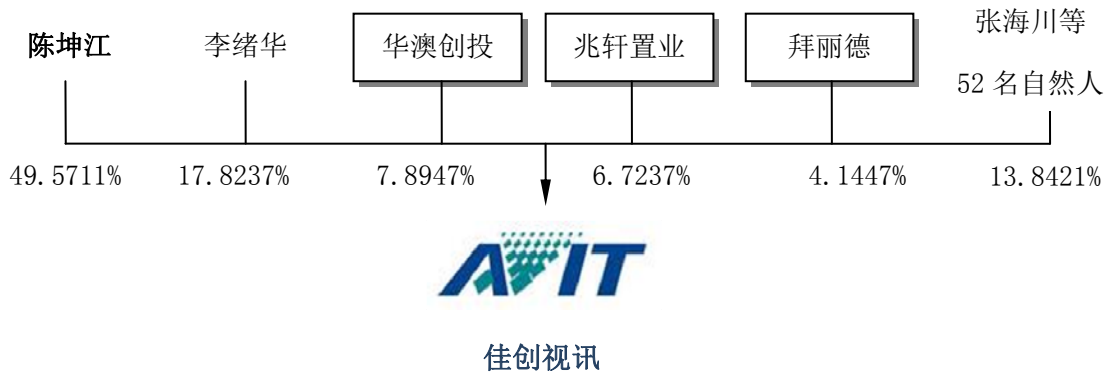 陈坤江
李绪华
华澳创投
兆轩置业
拜丽德
张海川等
52 名自然人
49.5711%
17.8237%
7.8947%
6.7237%
4.1447%
13.8421%
AVIT
佳创视讯